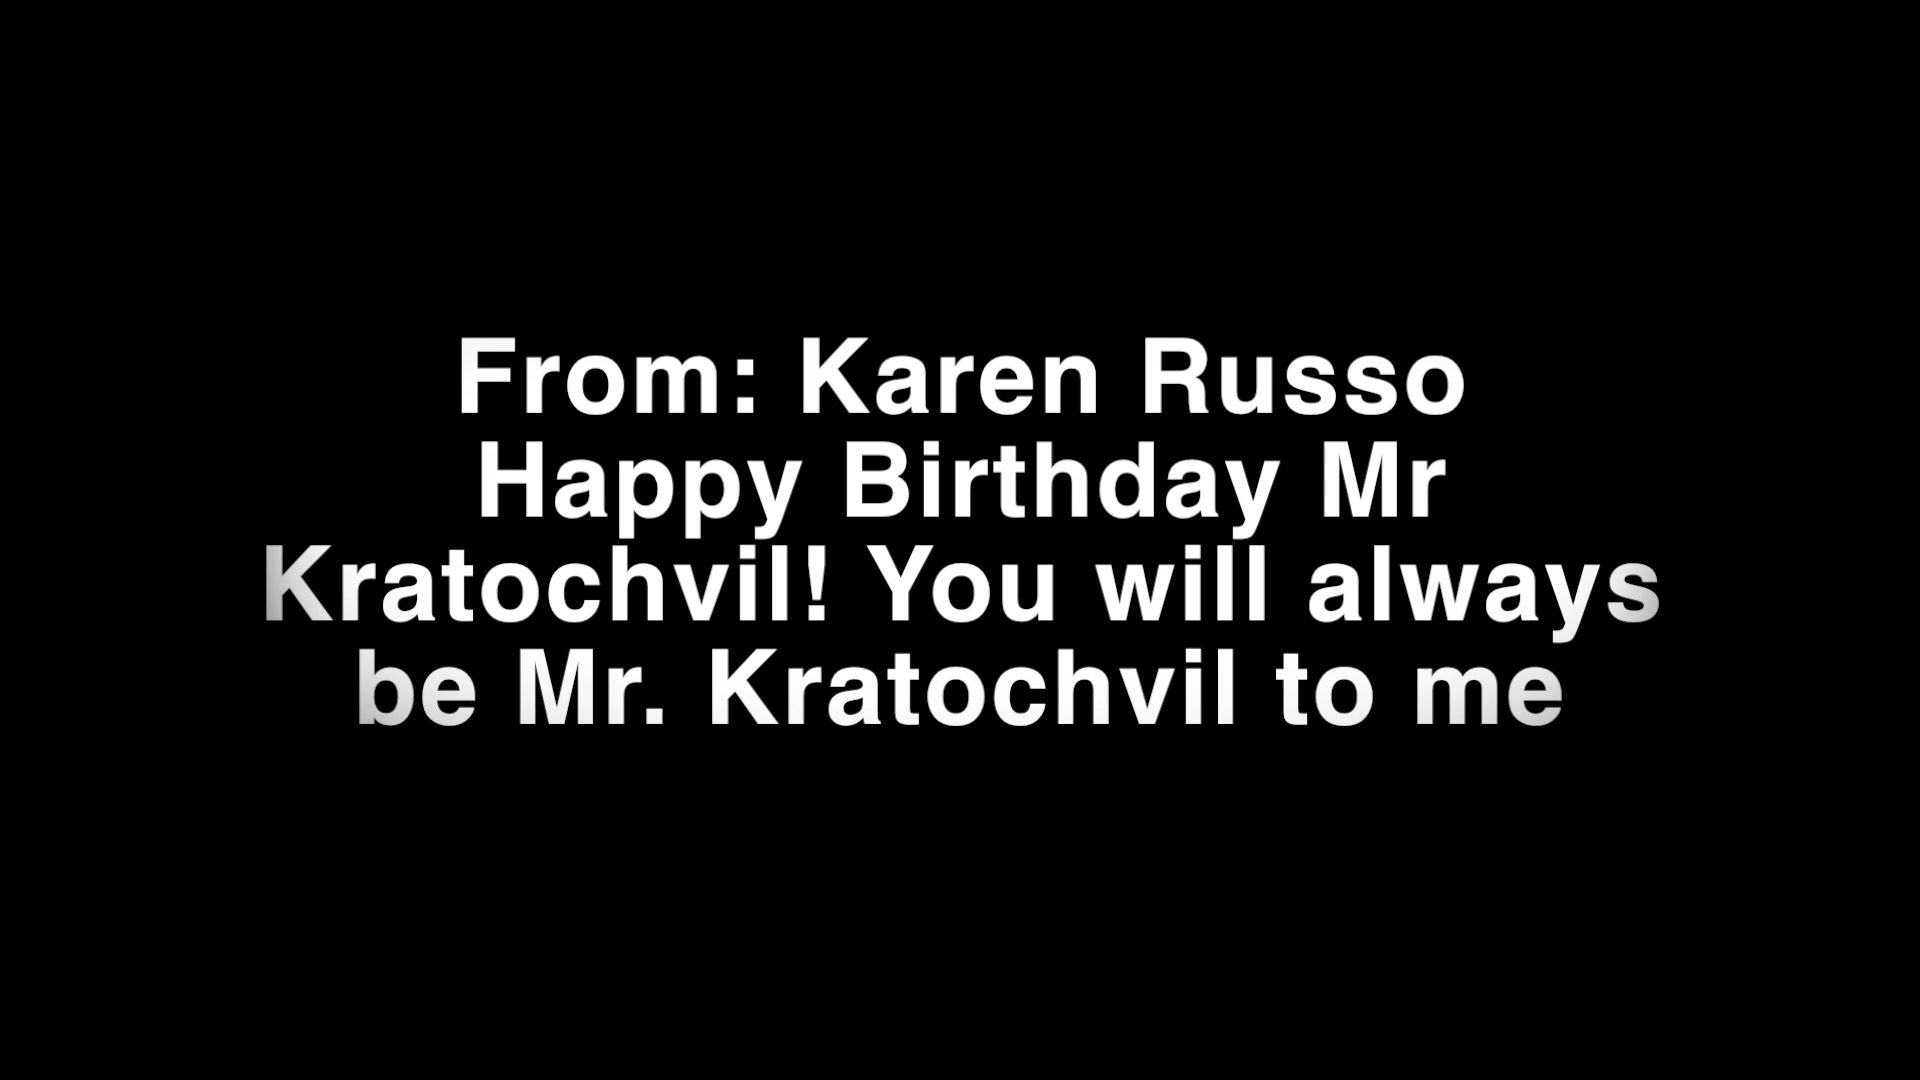 From: Karen Russo
Happy Birthday Mr
Kratochvil! You will always
be Mr. Kratochvil to me